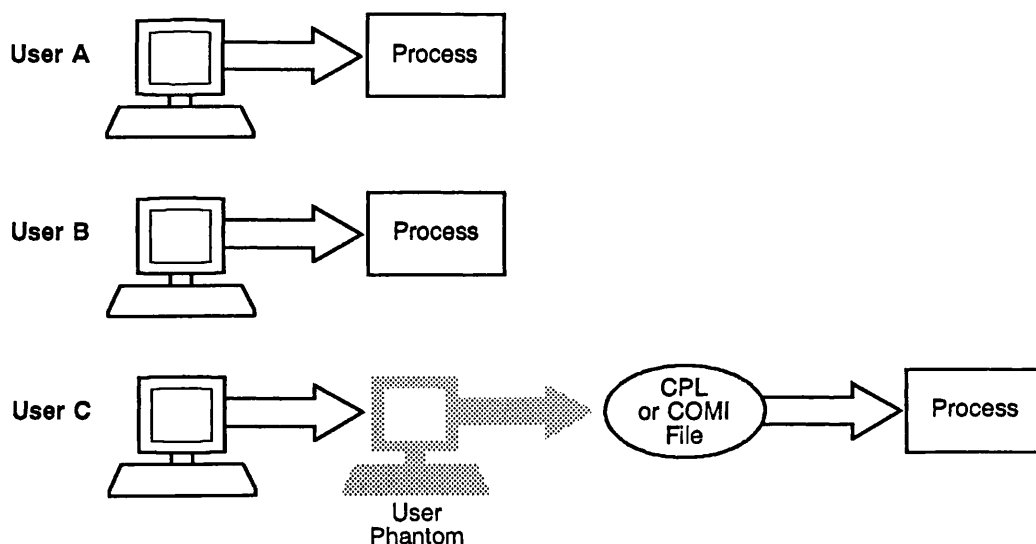 User A
Process
User B
Process
User C
CPL
or COMI
File
Process
User
Phantom